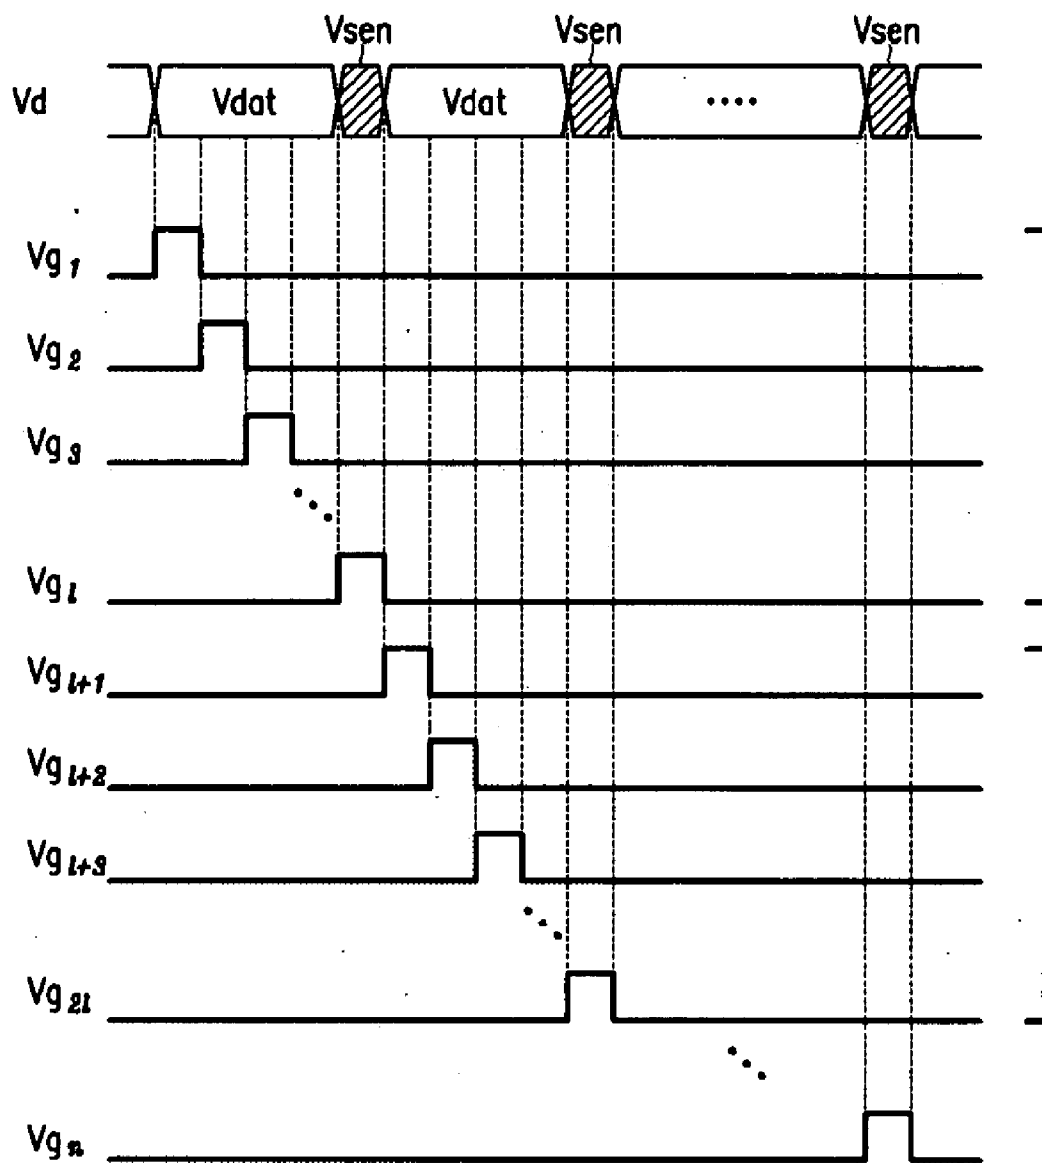 Vsen Vsen Vsen
Vd Vdat Vdat ....
Vg1
Vg2
Vg3
Vgl
Vgl+1
Vgl+2
Vgl+3
Vg2l
Vgn